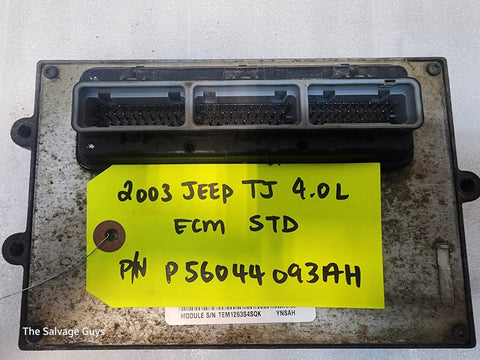 2003 JEEP TJ 4.0L
ECM STD
P/N P56044093AH
MODULE S/N TEM1263S4SQK YNSAH
The Salvage Guys